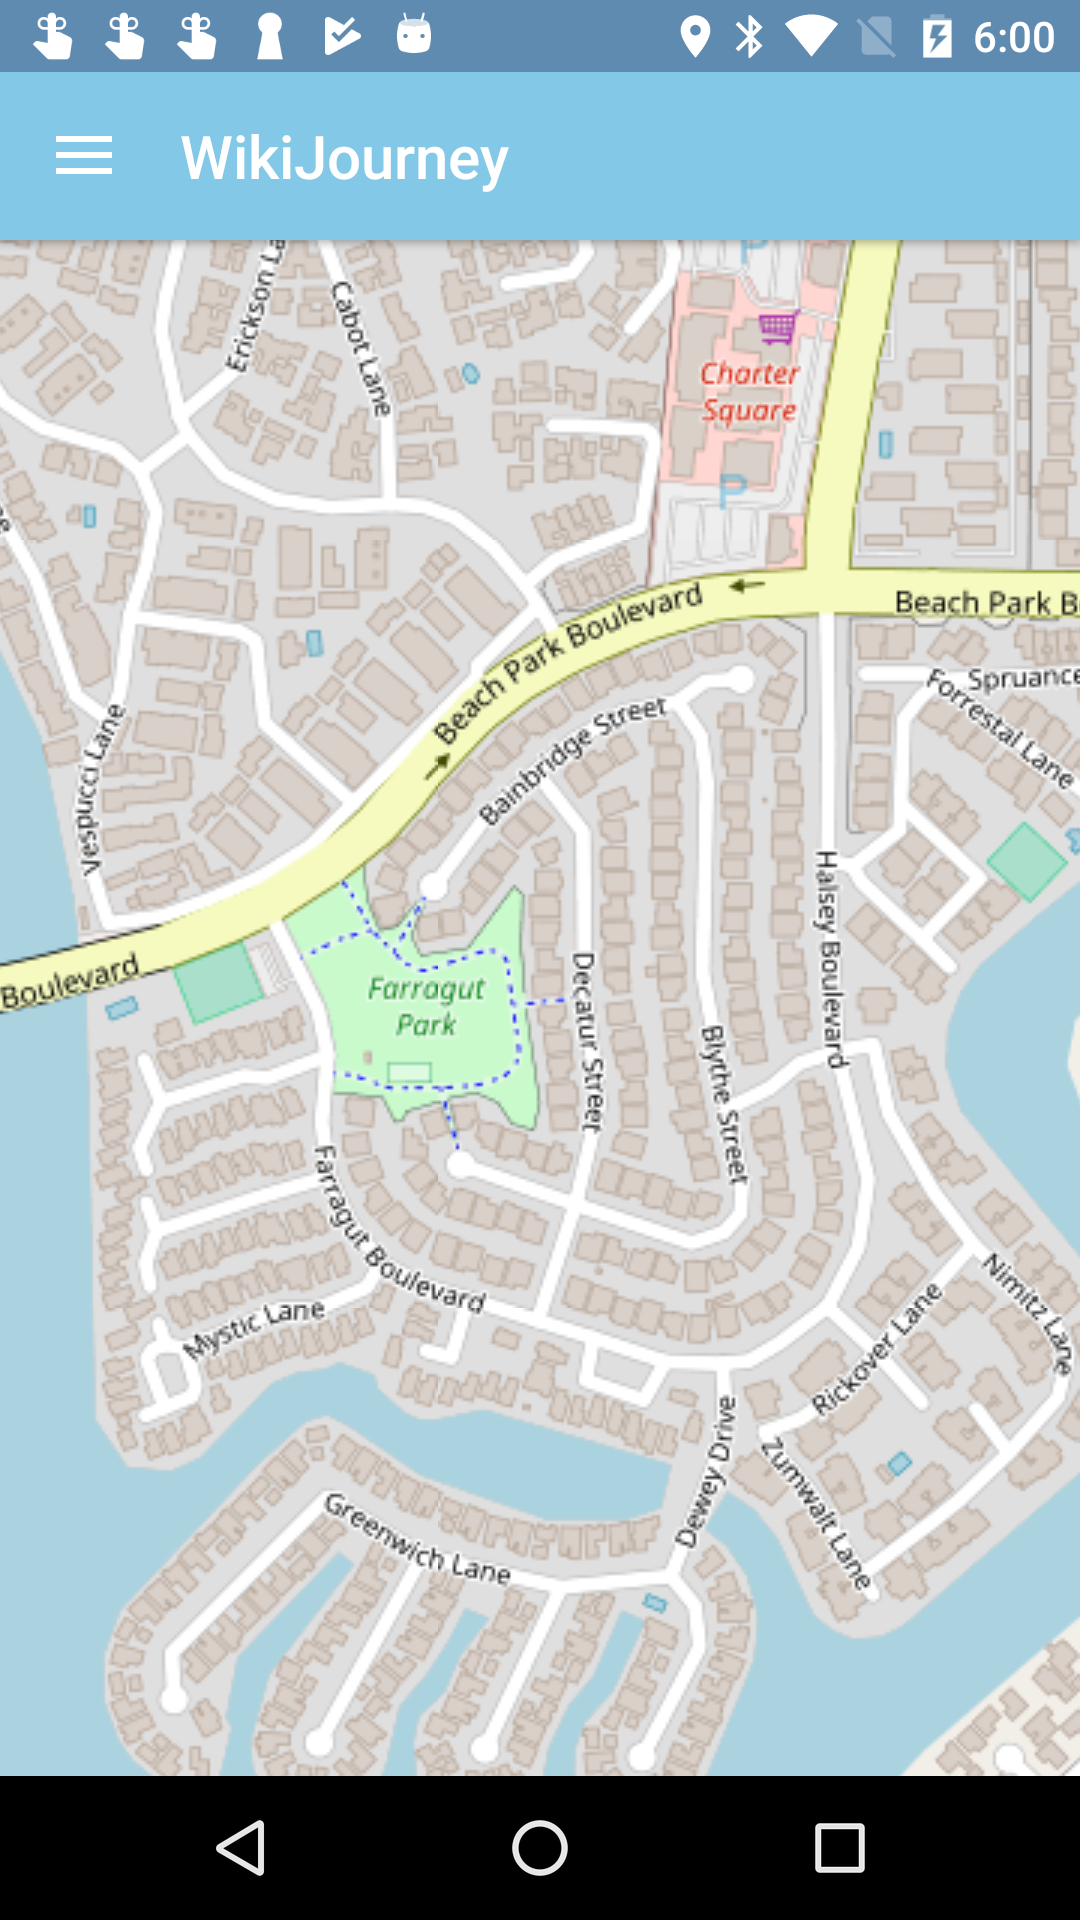 6:00
WikiJourney
Erickson La
Cabot Lane
P
Charter
Square
P
Beach Park Boulevard
Beach Park B
Spruance
Forrestal Lane
Bainbridge Street
Vespucci Lane
Halsey Boulevard
Boulevard
Farragut
Park
Decatur Street
Blythe Street
Farragut Boulevard
Mystic Lane
Nimitz Lane
Rickover Lane
Dewey Drive
Zumwalt Lane
Greenwich Lane